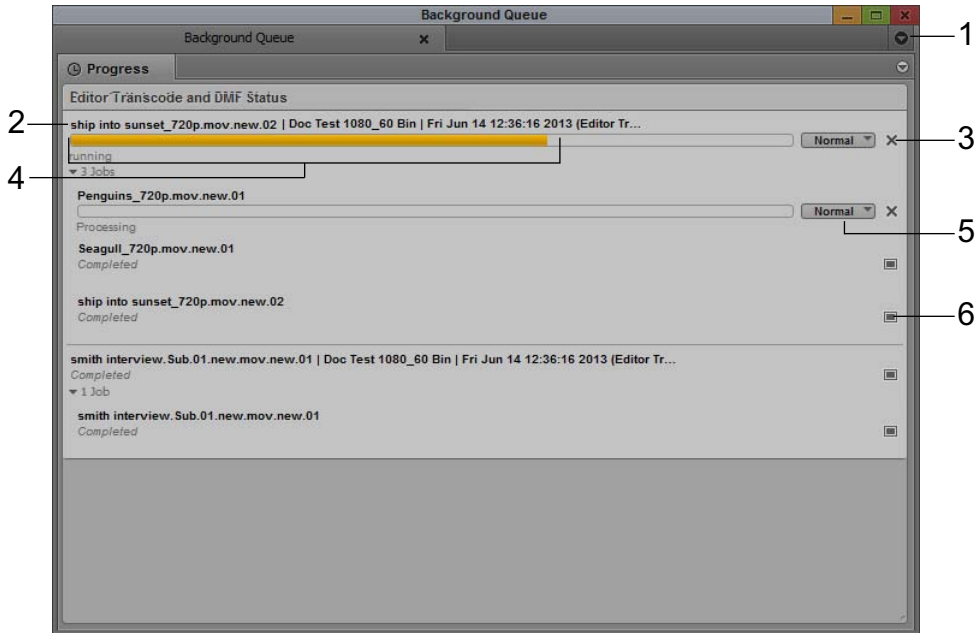 Background Queue
Background Queue
1
Progress
Editor Transcode and DMF Status
2
ship into sunset_720p.mov.new.02 | Doc Test 1080_60 Bin | Fri Jun 14 12:36:16 2013 (Editor Tr...
Normal
3
running
4
3 Jobs
Penguins_720p.mov.new.01
Normal
Processing
5
Seagull_720p.mov.new.01
Completed
ship into sunset_720p.mov.new.02
Completed
6
smith interview.Sub.01.new.mov.new.01 | Doc Test 1080_60 Bin | Fri Jun 14 12:36:16 2013 (Editor Tr...
Completed
1 Job
smith interview.Sub.01.new.mov.new.01
Completed